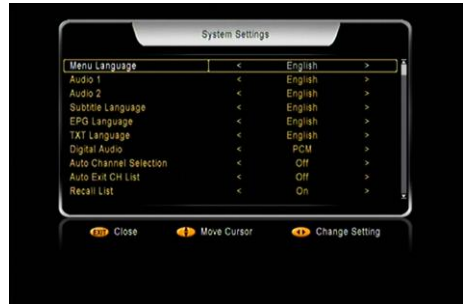 System Settings
Menu Language < English >
Audio 1 < English >
Audio 2 < English >
Subtitle Language < English >
EPG Language < English >
TXT Language < English >
Digital Audio < PCM >
Auto Channel Selection < Off >
Auto Exit CH List < Off >
Recall List < On >
EXIT Close Move Cursor Change Setting